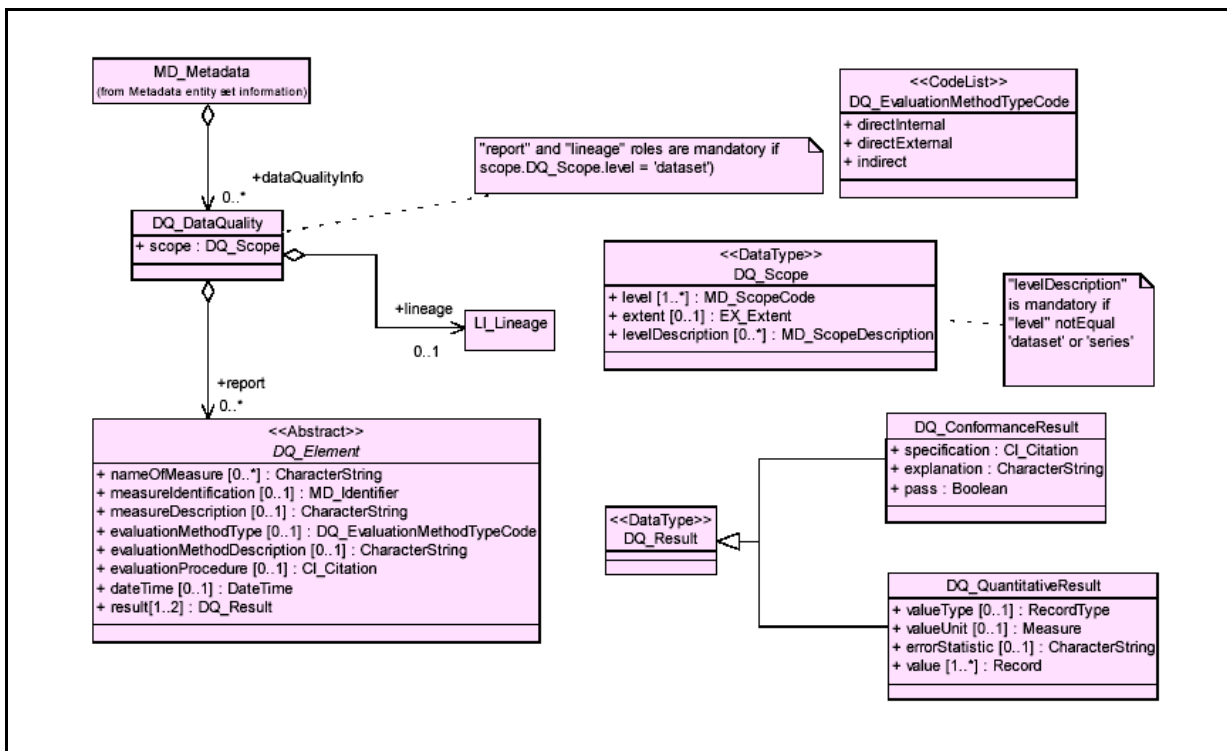 MD_Metadata
(from Metadata entity set information)
+dataQualityInfo
0..*
DQ_DataQuality
+ scope : DQ_Scope
+lineage
0..1
LI_Lineage
+report
0..*
<<Abstract>>
DQ_Element
+ nameOfMeasure [0..*] : CharacterString
+ measureIdentification [0..1] : MD_Identifier
+ measureDescription [0..1] : CharacterString
+ evaluationMethodType [0..1] : DQ_EvaluationMethodTypeCode
+ evaluationMethodDescription [0..1] : CharacterString
+ evaluationProcedure [0..1] : CI_Citation
+ dateTime [0..1] : DateTime
+ result[1..2] : DQ_Result
"report" and "lineage" roles are mandatory if
scope.DQ_Scope.level = 'dataset')
<<CodeList>>
DQ_EvaluationMethodTypeCode
+ directInternal
+ directExternal
+ indirect
<<DataType>>
DQ_Scope
+ level [1..*] : MD_ScopeCode
+ extent [0..1] : EX_Extent
+ levelDescription [0..*] : MD_ScopeDescription
"levelDescription"
is mandatory if
"level" notEqual
'dataset' or 'series'
<<DataType>>
DQ_Result
DQ_ConformanceResult
+ specification : CI_Citation
+ explanation : CharacterString
+ pass : Boolean
DQ_QuantitativeResult
+ valueType [0..1] : RecordType
+ valueUnit [0..1] : Measure
+ errorStatistic [0..1] : CharacterString
+ value [1..*] : Record